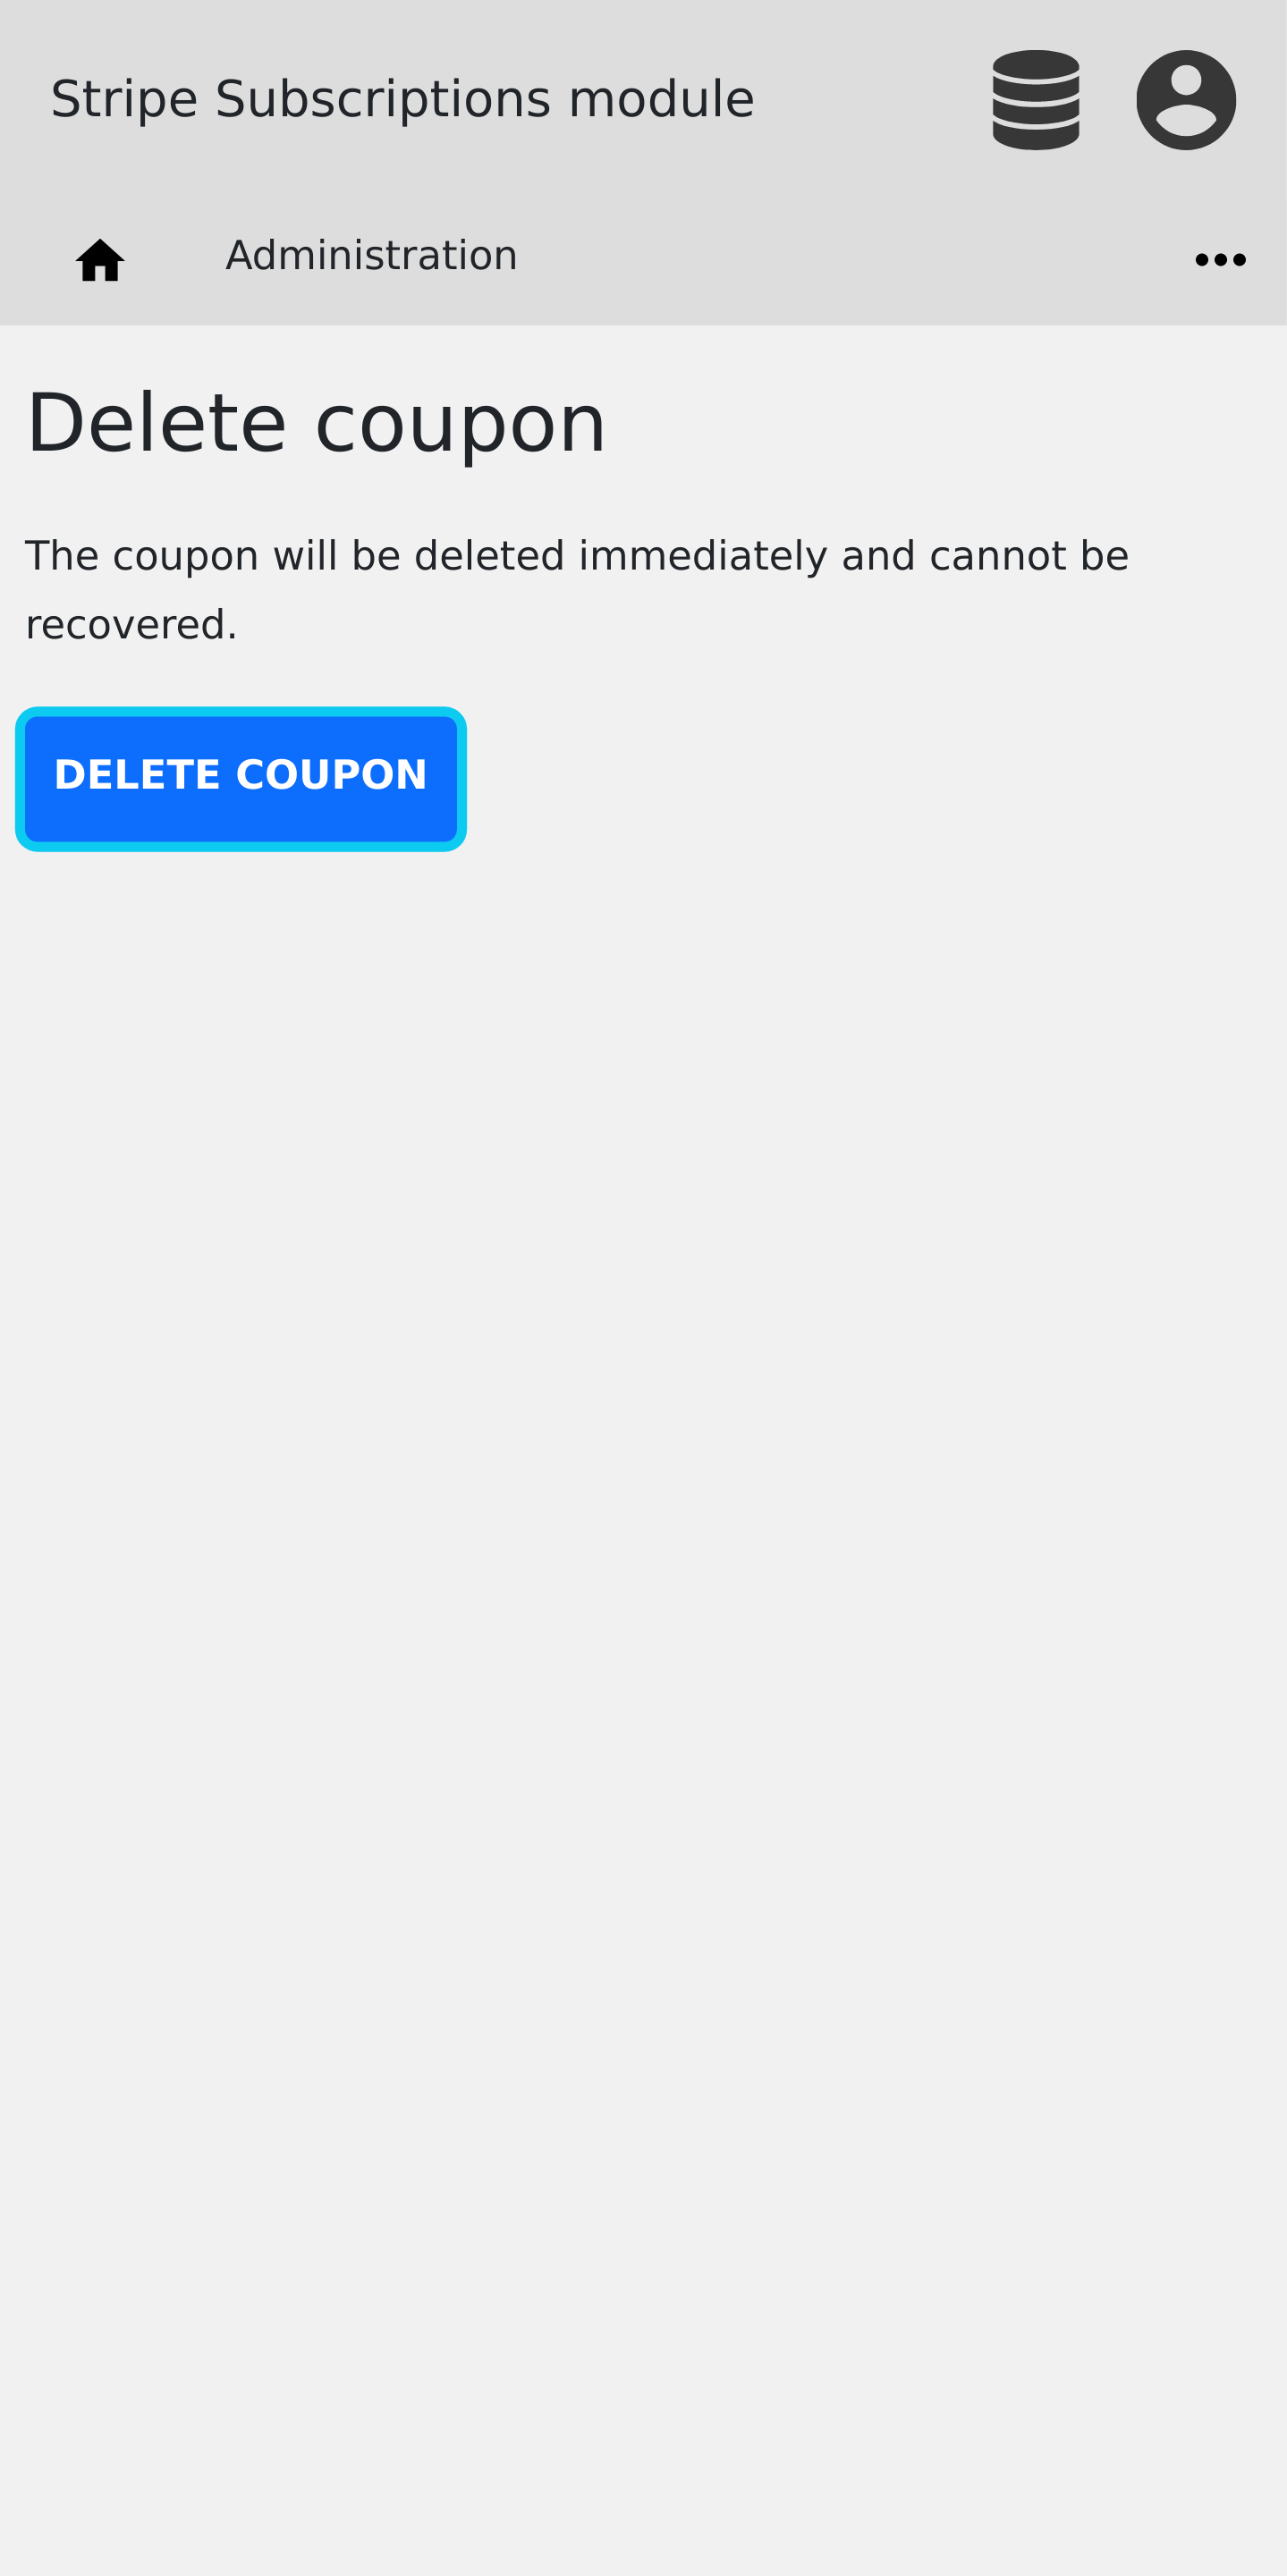 Stripe Subscriptions module
Administration
Delete coupon
The coupon will be deleted immediately and cannot be
recovered.
DELETE COUPON